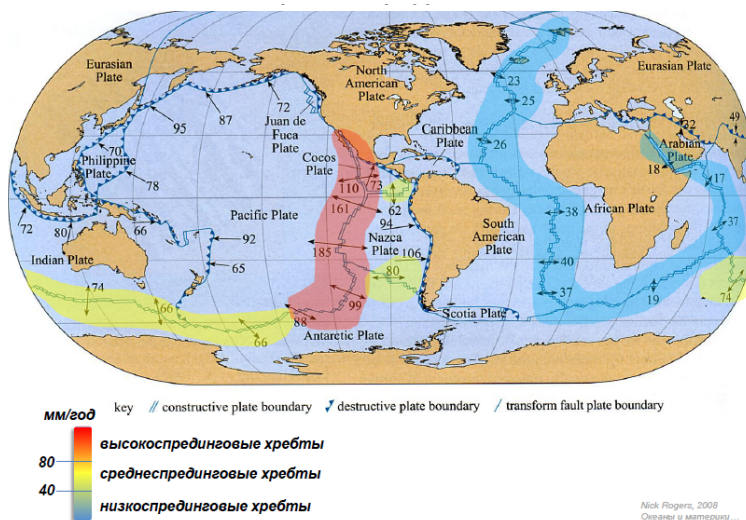 Eurasian
Plate
North
American
Plate
Eurasian Plate
Juan de
Fuca
Plate
Caribbean
Plate
Cocos
Plate
Philippine
Plate
Arabian
Plate
Pacific Plate
Nazca
Plate
South
American
Plate
African Plate
Indian Plate
Antarctic Plate
Scotia Plate
95
87
72
70
78
72
80
66
92
65
74
66
66
88
110
73
161
62
94
185
106
80
99
23
25
26
38
40
37
19
32
49
18
17
37
74
key // constructive plate boundary destructive plate boundary / transform fault plate boundary
мм/год
высокоспрединговые хребты
80
среднеспрединговые хребты
40
низкоспрединговые хребты
Nick Rogers, 2008
Океаны и материки...